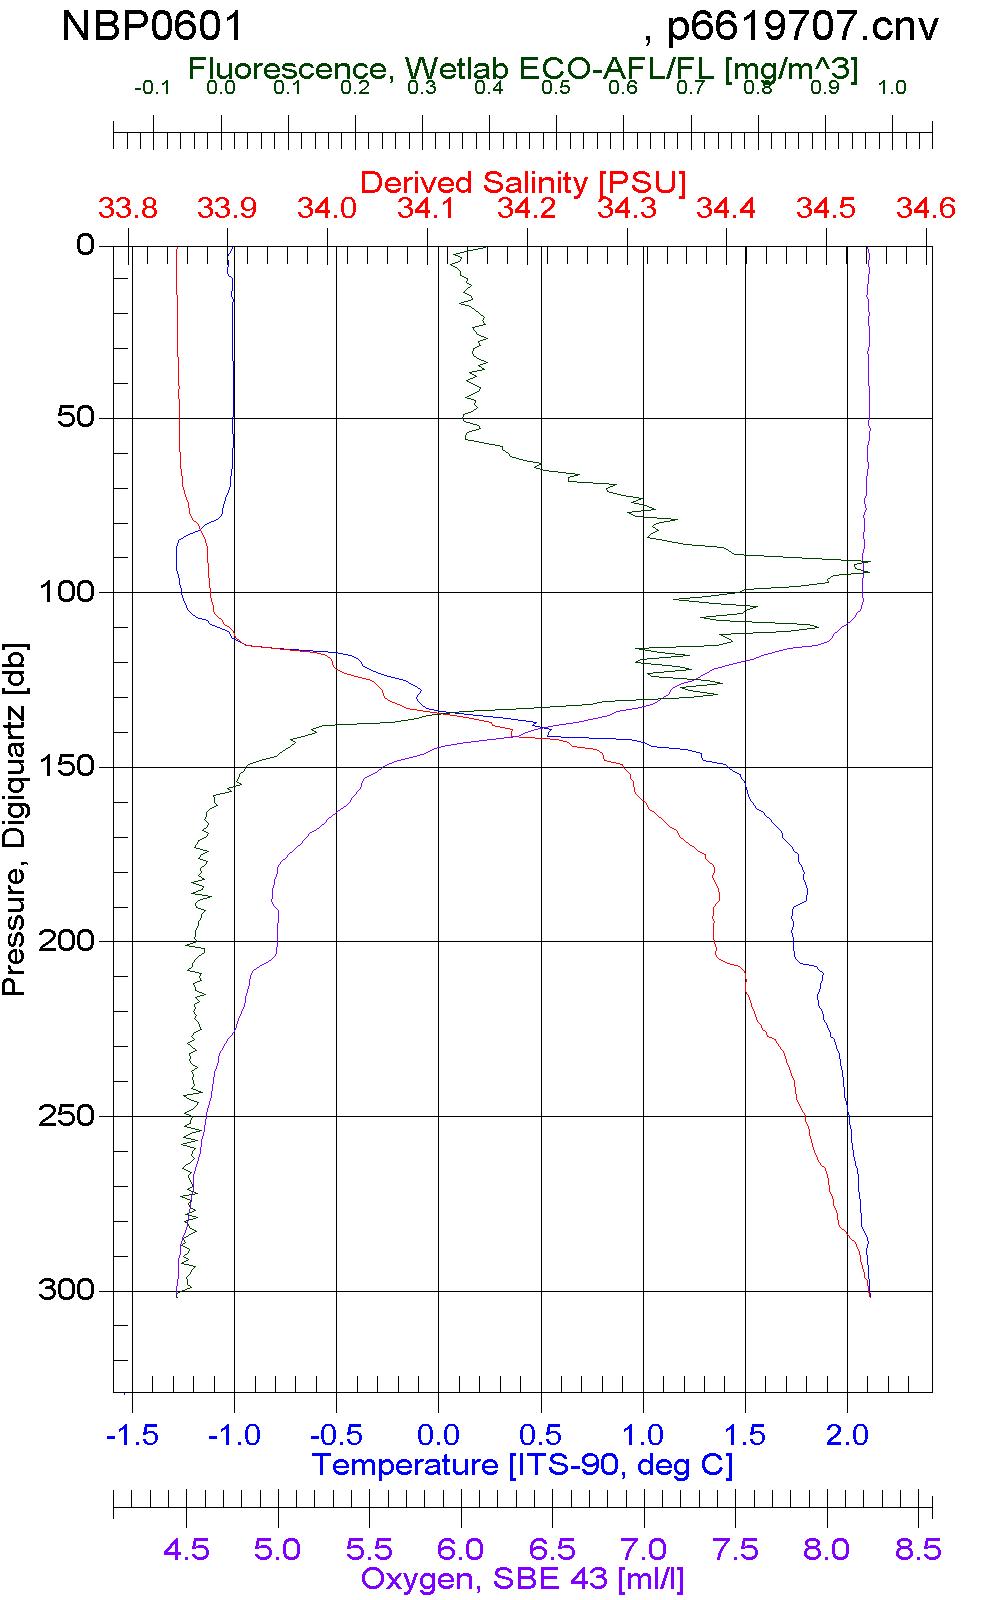 NBP0601 , p6619707.cnv
Fluorescence, Wetlab ECO-AFL/FL [mg/m^3]
-0.1 0.0 0.1 0.2 0.3 0.4 0.5 0.6 0.7 0.8 0.9 1.0
Derived Salinity [PSU]
33.8 33.9 34.0 34.1 34.2 34.3 34.4 34.5 34.6
0
50
100
150
200
250
300
Pressure, Digiquartz [db]
-1.5 -1.0 -0.5 0.0 0.5 1.0 1.5 2.0
Temperature [ITS-90, deg C]
4.5 5.0 5.5 6.0 6.5 7.0 7.5 8.0 8.5
Oxygen, SBE 43 [ml/l]